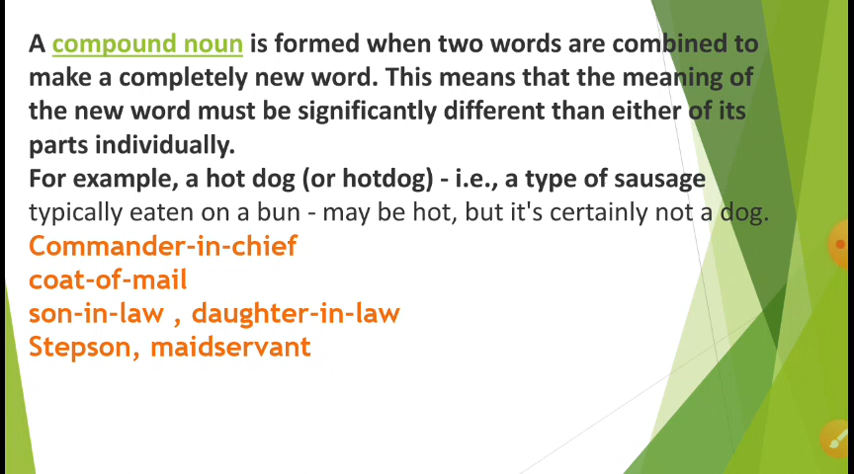 A compound noun is formed when two words are combined to
make a completely new word. This means that the meaning of
the new word must be significantly different than either of its
parts individually.
For example, a hot dog (or hotdog) - i.e., a type of sausage
typically eaten on a bun - may be hot, but it's certainly not a dog.
Commander-in-chief
coat-of-mail
son-in-law , daughter-in-law
Stepson, maidservant